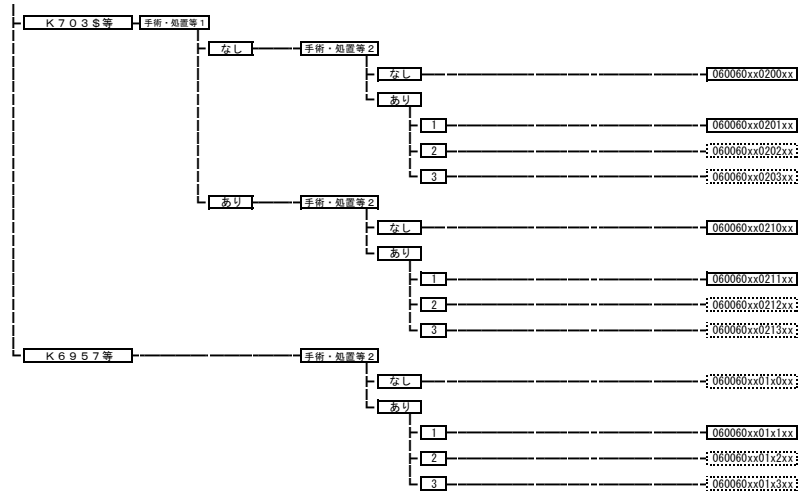 K703$等 手術・処置等1
なし 手術・処置等2
なし 060060xx0200xx
あり
1 060060xx0201xx
2 060060xx0202xx
3 060060xx0203xx
あり 手術・処置等2
なし 060060xx0210xx
あり
1 060060xx0211xx
2 060060xx0212xx
3 060060xx0213xx
K6957等 手術・処置等2
なし 060060xx01x0xx
あり
1 060060xx01x1xx
2 060060xx01x2xx
3 060060xx01x3xx